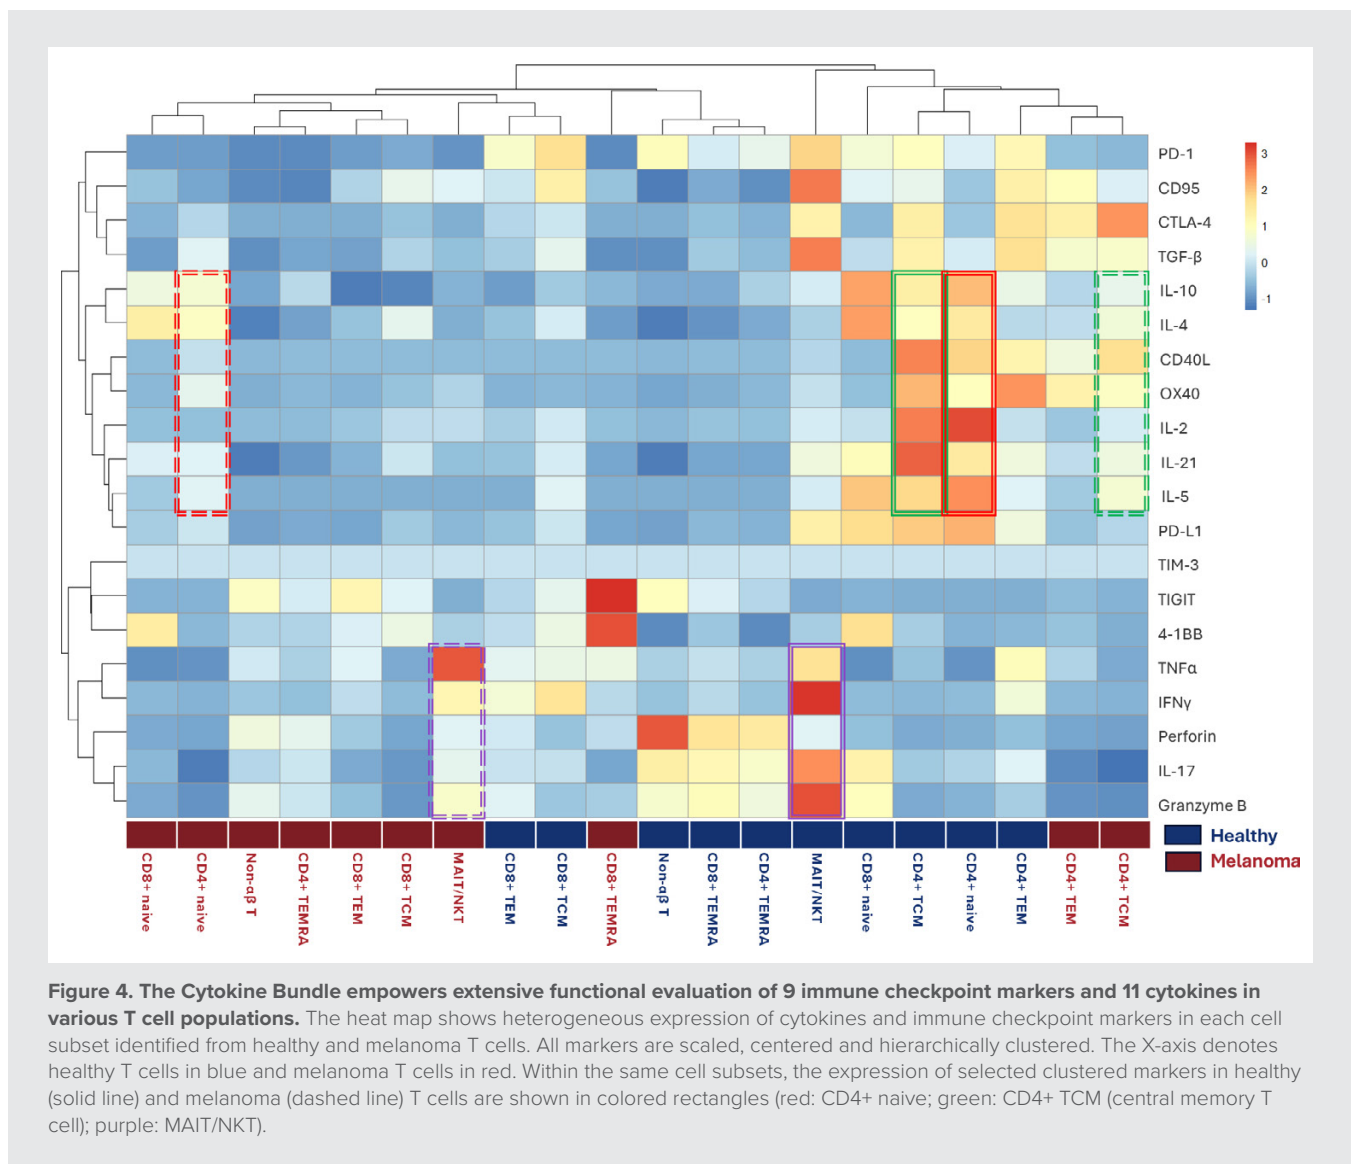 PD-1
CD95
CTLA-4
TGF-β
IL-10
IL-4
CD40L
OX40
IL-2
IL-21
IL-5
PD-L1
TIM-3
TIGIT
4-1BB
TNFα
IFNγ
Perforin
IL-17
Granzyme B
3
2
1
0
-1
Healthy
Melanoma
CD8+ naive
CD4+ naive
Non-αβ T
CD4+ TEMRA
CD8+ TEM
CD8+ TCM
MAIT/NKT
CD8+ TEM
CD8+ TCM
CD8+ TEMRA
Non-αβ T
CD8+ TEMRA
CD4+ TEMRA
MAIT/NKT
CD8+ naive
CD4+ TCM
CD4+ naive
CD4+ TEM
CD4+ TEM
CD4+ TCM
Figure 4. The Cytokine Bundle empowers extensive functional evaluation of 9 immune checkpoint markers and 11 cytokines in
various T cell populations. The heat map shows heterogeneous expression of cytokines and immune checkpoint markers in each cell
subset identified from healthy and melanoma T cells. All markers are scaled, centered and hierarchically clustered. The X-axis denotes
healthy T cells in blue and melanoma T cells in red. Within the same cell subsets, the expression of selected clustered markers in healthy
(solid line) and melanoma (dashed line) T cells are shown in colored rectangles (red: CD4+ naive; green: CD4+ TCM (central memory T
cell); purple: MAIT/NKT).